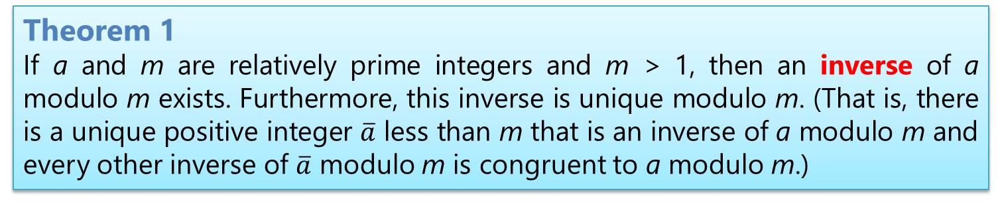 Theorem 1
If a and m are relatively prime integers and m > 1, then an inverse of a
modulo m exists. Furthermore, this inverse is unique modulo m. (That is, there
is a unique positive integer a̅ less than m that is an inverse of a modulo m and
every other inverse of a̅ modulo m is congruent to a modulo m.)